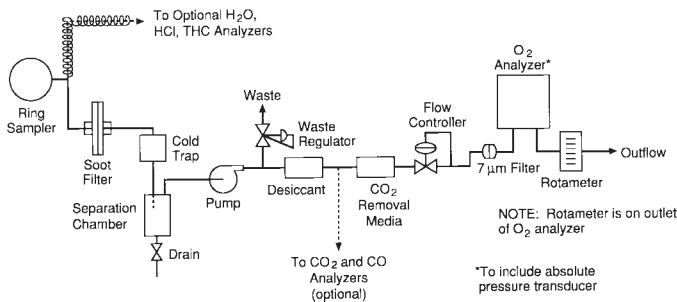 To Optional H₂O,
HCl, THC Analyzers
Ring
Sampler
Soot
Filter
Cold
Trap
Separation
Chamber
Drain
Pump
Waste
Waste
Regulator
Desiccant
To CO₂ and CO
Analyzers
(optional)
CO₂
Removal
Media
Flow
Controller
7 μm Filter
O₂
Analyzer*
Rotameter
Outflow
NOTE: Rotameter is on outlet
of O₂ analyzer
*To include absolute
pressure transducer